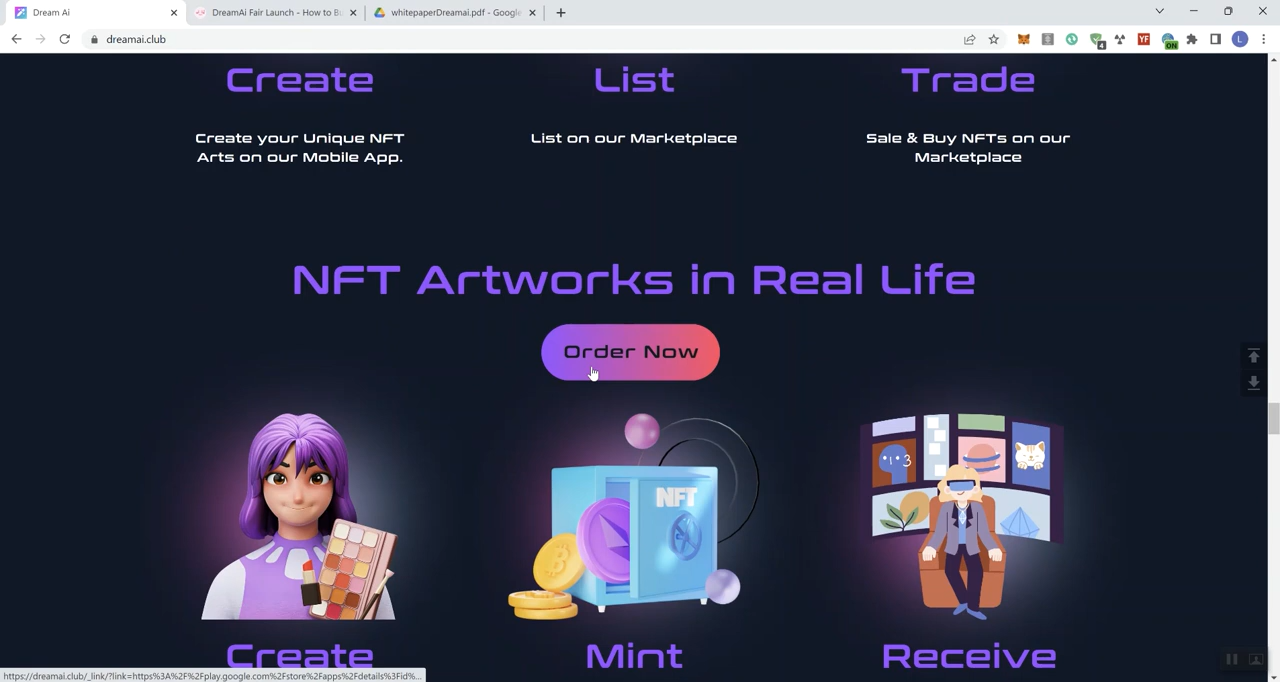 Dream Ai
DreamAi Fair Launch - How to Bu
whitepaperDreamai.pdf - Google
dreamai.club
4
YF
ON
L
Create
List
Trade
Create your Unique NFT
Arts on our Mobile App.
List on our Marketplace
Sale & Buy NFTs on our
Marketplace
NFT Artworks in Real Life
Order Now
NFT
Create
Mint
Receive
https://dreamai.club/_link/?link=https%3A%2F%2Fplay.google.com%2Fstore%2Fapps%2Fdetails%3Fid%...